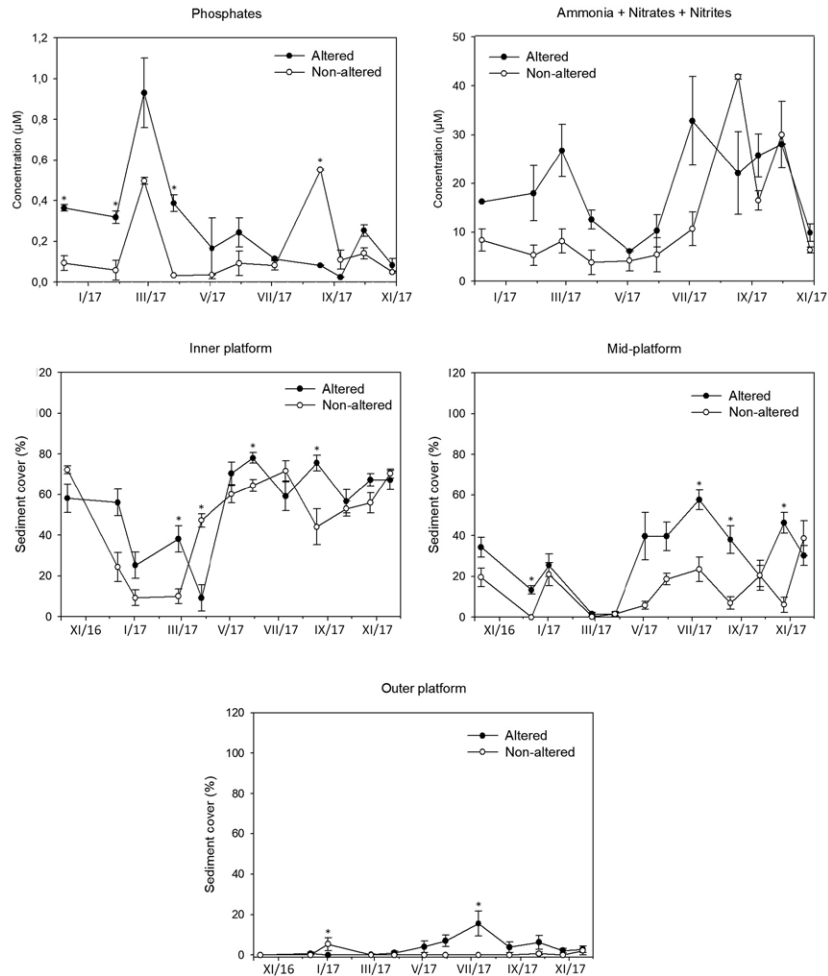 Phosphates
1,2
1,0
0,8
0,6
0,4
0,2
0,0
Concentration (µM)
Altered
Non-altered
*
*
*
*
I/17 III/17 V/17 VII/17 IX/17 XI/17
Ammonia + Nitrates + Nitrites
50
40
30
20
10
0
Concentration (µM)
Altered
Non-altered
I/17 III/17 V/17 VII/17 IX/17 XI/17
Inner platform
120
100
80
60
40
20
0
Sediment cover (%)
Altered
Non-altered
*
*
*
*
XI/16 I/17 III/17 V/17 VII/17 IX/17 XI/17
Mid-platform
120
100
80
60
40
20
0
Sediment cover (%)
Altered
Non-altered
*
*
*
*
XI/16 I/17 III/17 V/17 VII/17 IX/17 XI/17
Outer platform
120
100
80
60
40
20
0
Sediment cover (%)
Altered
Non-altered
*
*
XI/16 I/17 III/17 V/17 VII/17 IX/17 XI/17